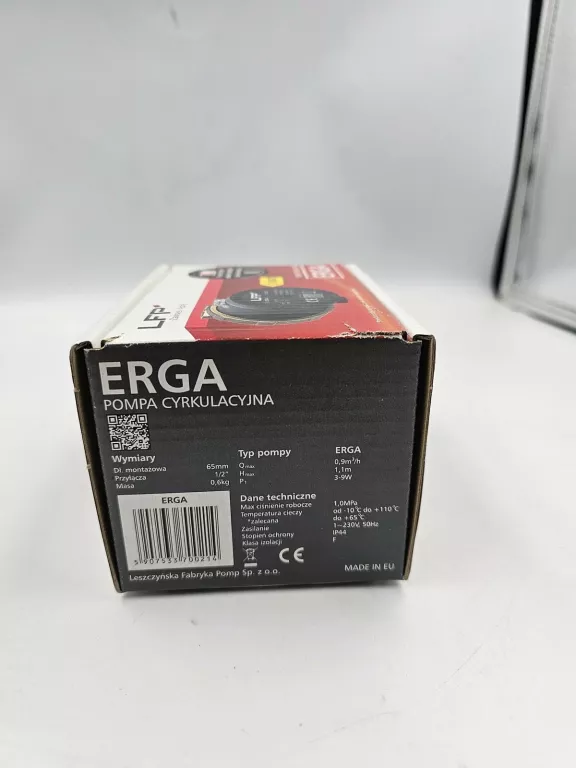 LFP
ERGA
ERGA
POMPA CYRKULACYJNA
Wymiary
Dł. montażowa 65mm
Przyłącza 1/2"
Masa 0,6kg
Typ pompy ERGA
Qmax 0,9m³/h
Hmax 1,1m
P1 3-9W
ERGA
5907553700214
Dane techniczne
Max ciśnienie robocze 1,0MPa
Temperatura cieczy od -10°C do +110°C
*zalecana do +65°C
Zasilanie 1~230V, 50Hz
Stopień ochrony IP44
Klasa izolacji F
CE
Leszczyńska Fabryka Pomp Sp. z o.o.
MADE IN EU